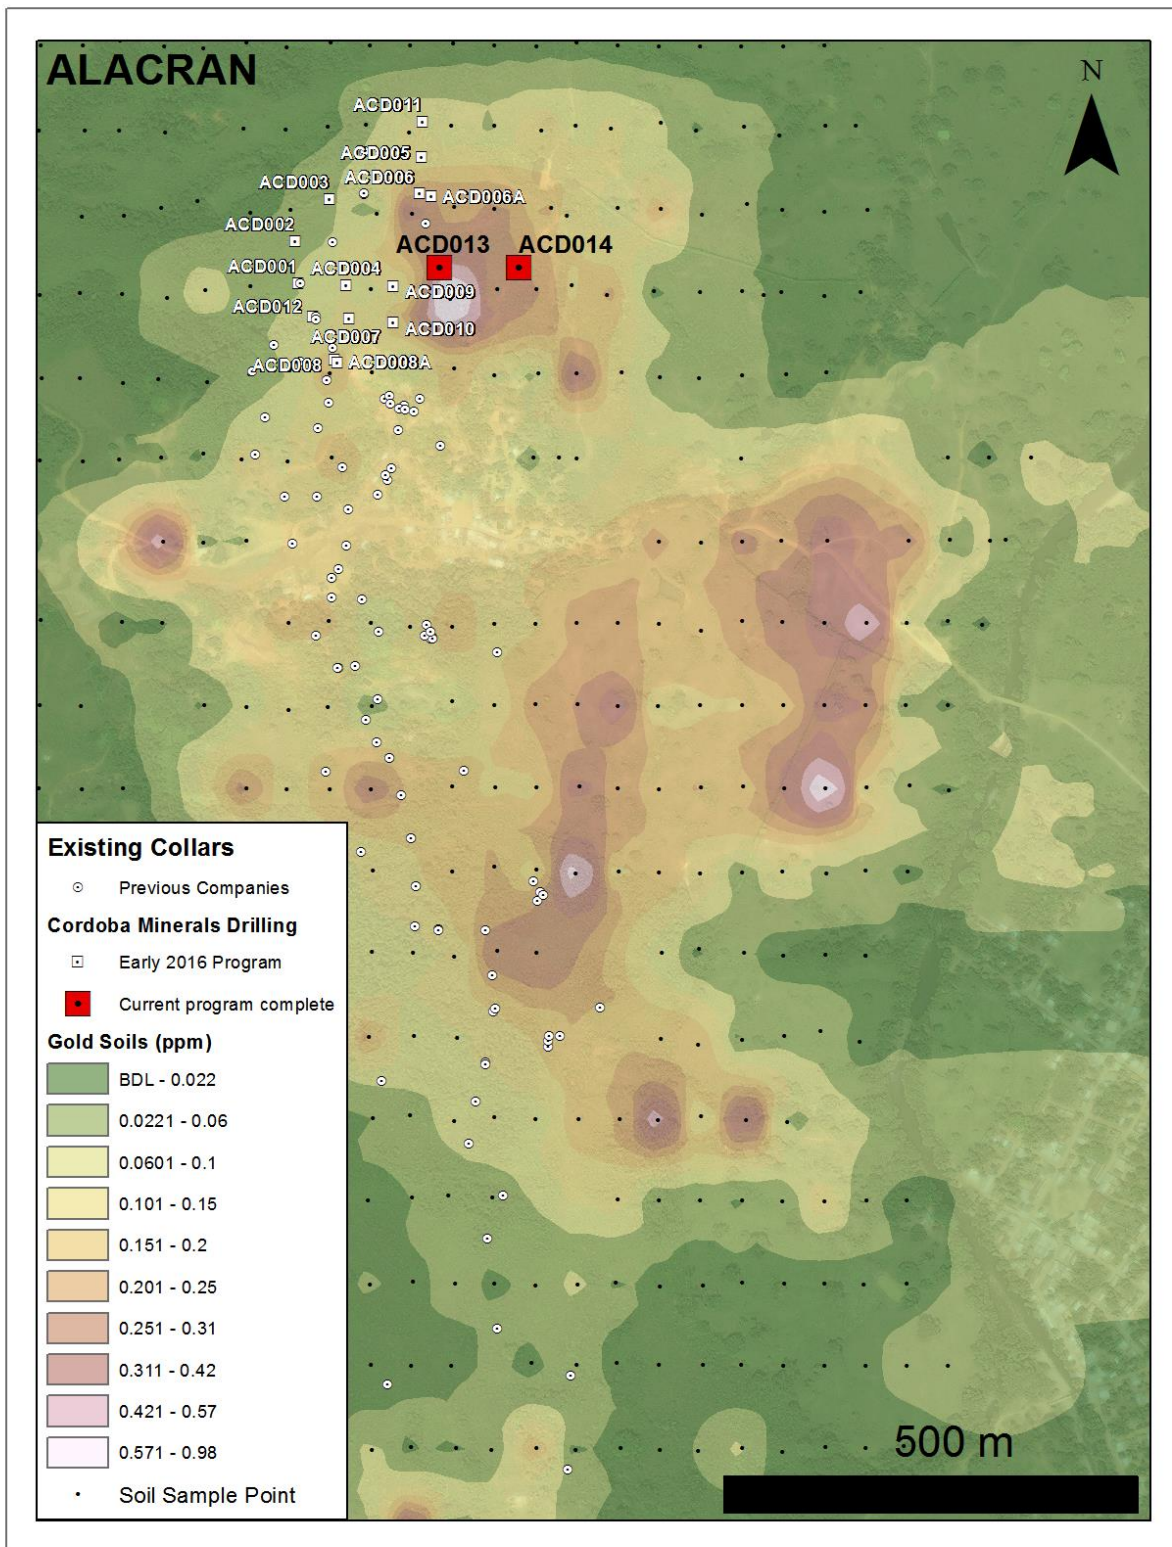 ALACRAN
N
ACD011
ACD005
ACD006
ACD003
ACD006A
ACD002
ACD013
ACD014
ACD001
ACD004
ACD009
ACD012
ACD010
ACD007
ACD008
ACD008A
Existing Collars
Previous Companies
Cordoba Minerals Drilling
Early 2016 Program
Current program complete
Gold Soils (ppm)
BDL - 0.022
0.0221 - 0.06
0.0601 - 0.1
0.101 - 0.15
0.151 - 0.2
0.201 - 0.25
0.251 - 0.31
0.311 - 0.42
0.421 - 0.57
0.571 - 0.98
Soil Sample Point
500 m